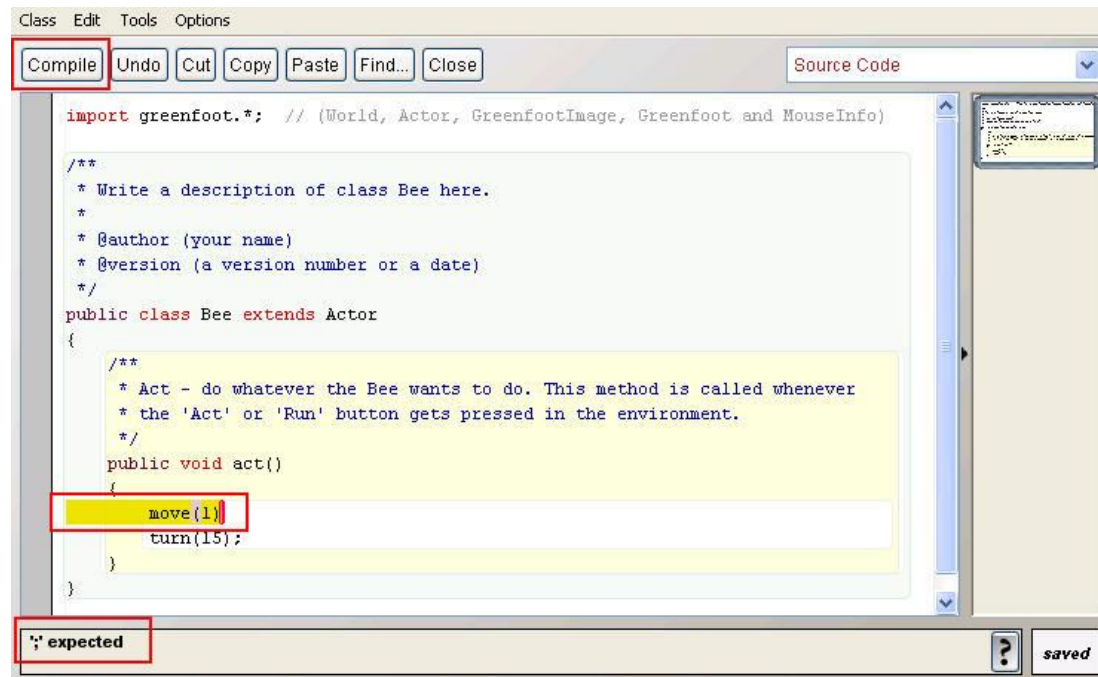 Class Edit Tools Options
Compile Undo Cut Copy Paste Find... Close Source Code
import greenfoot.*; // (World, Actor, GreenfootImage, Greenfoot and MouseInfo)
/**
* Write a description of class Bee here.
*
* @author (your name)
* @version (a version number or a date)
*/
public class Bee extends Actor
{
/**
* Act - do whatever the Bee wants to do. This method is called whenever
* the 'Act' or 'Run' button gets pressed in the environment.
*/
public void act()
{
move(1)
turn(15);
}
}
';' expected
? saved